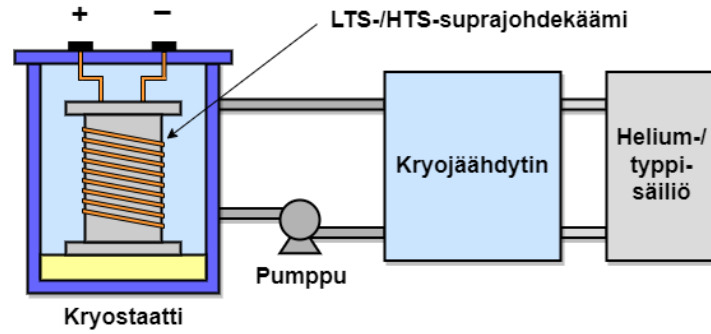 + −
LTS-/HTS-suprajohdekäämi
Kryojäähdytin
Helium-/
typpi-
säiliö
Pumppu
Kryostaatti